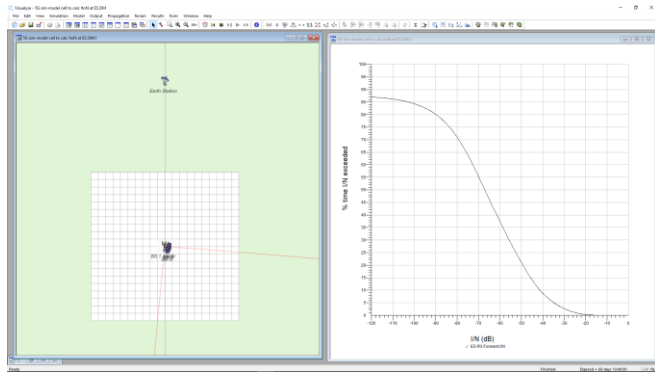 Visualyse - 5G sim model cell to calc ItoN at ES.SIM
File Edit View Simulation Model Output Propagation Terrain Results Tools Window Help
Earth Station
% time I/N exceeded
100
95
90
85
80
75
70
65
60
55
50
45
40
35
30
25
20
15
10
5
0
-120 -110 -100 -90 -80 -70 -60 -50 -40 -30 -20 -10 0
I/N (dB)
Ready
Finished